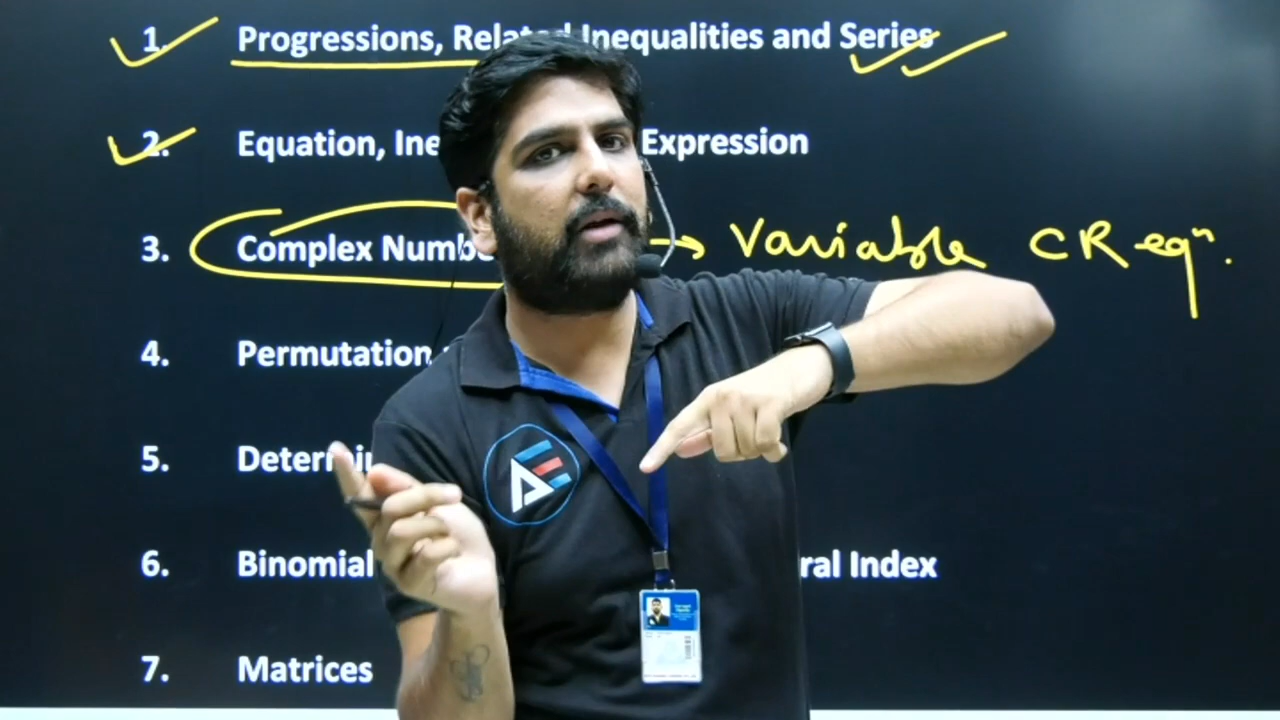 1. Progressions, Related Inequalities and Series
2. Equation, Ine Expression
3. Complex Numbe → Variable CR eqⁿ.
4. Permutation
5. Determi
6. Binomial ral Index
7. Matrices
AE